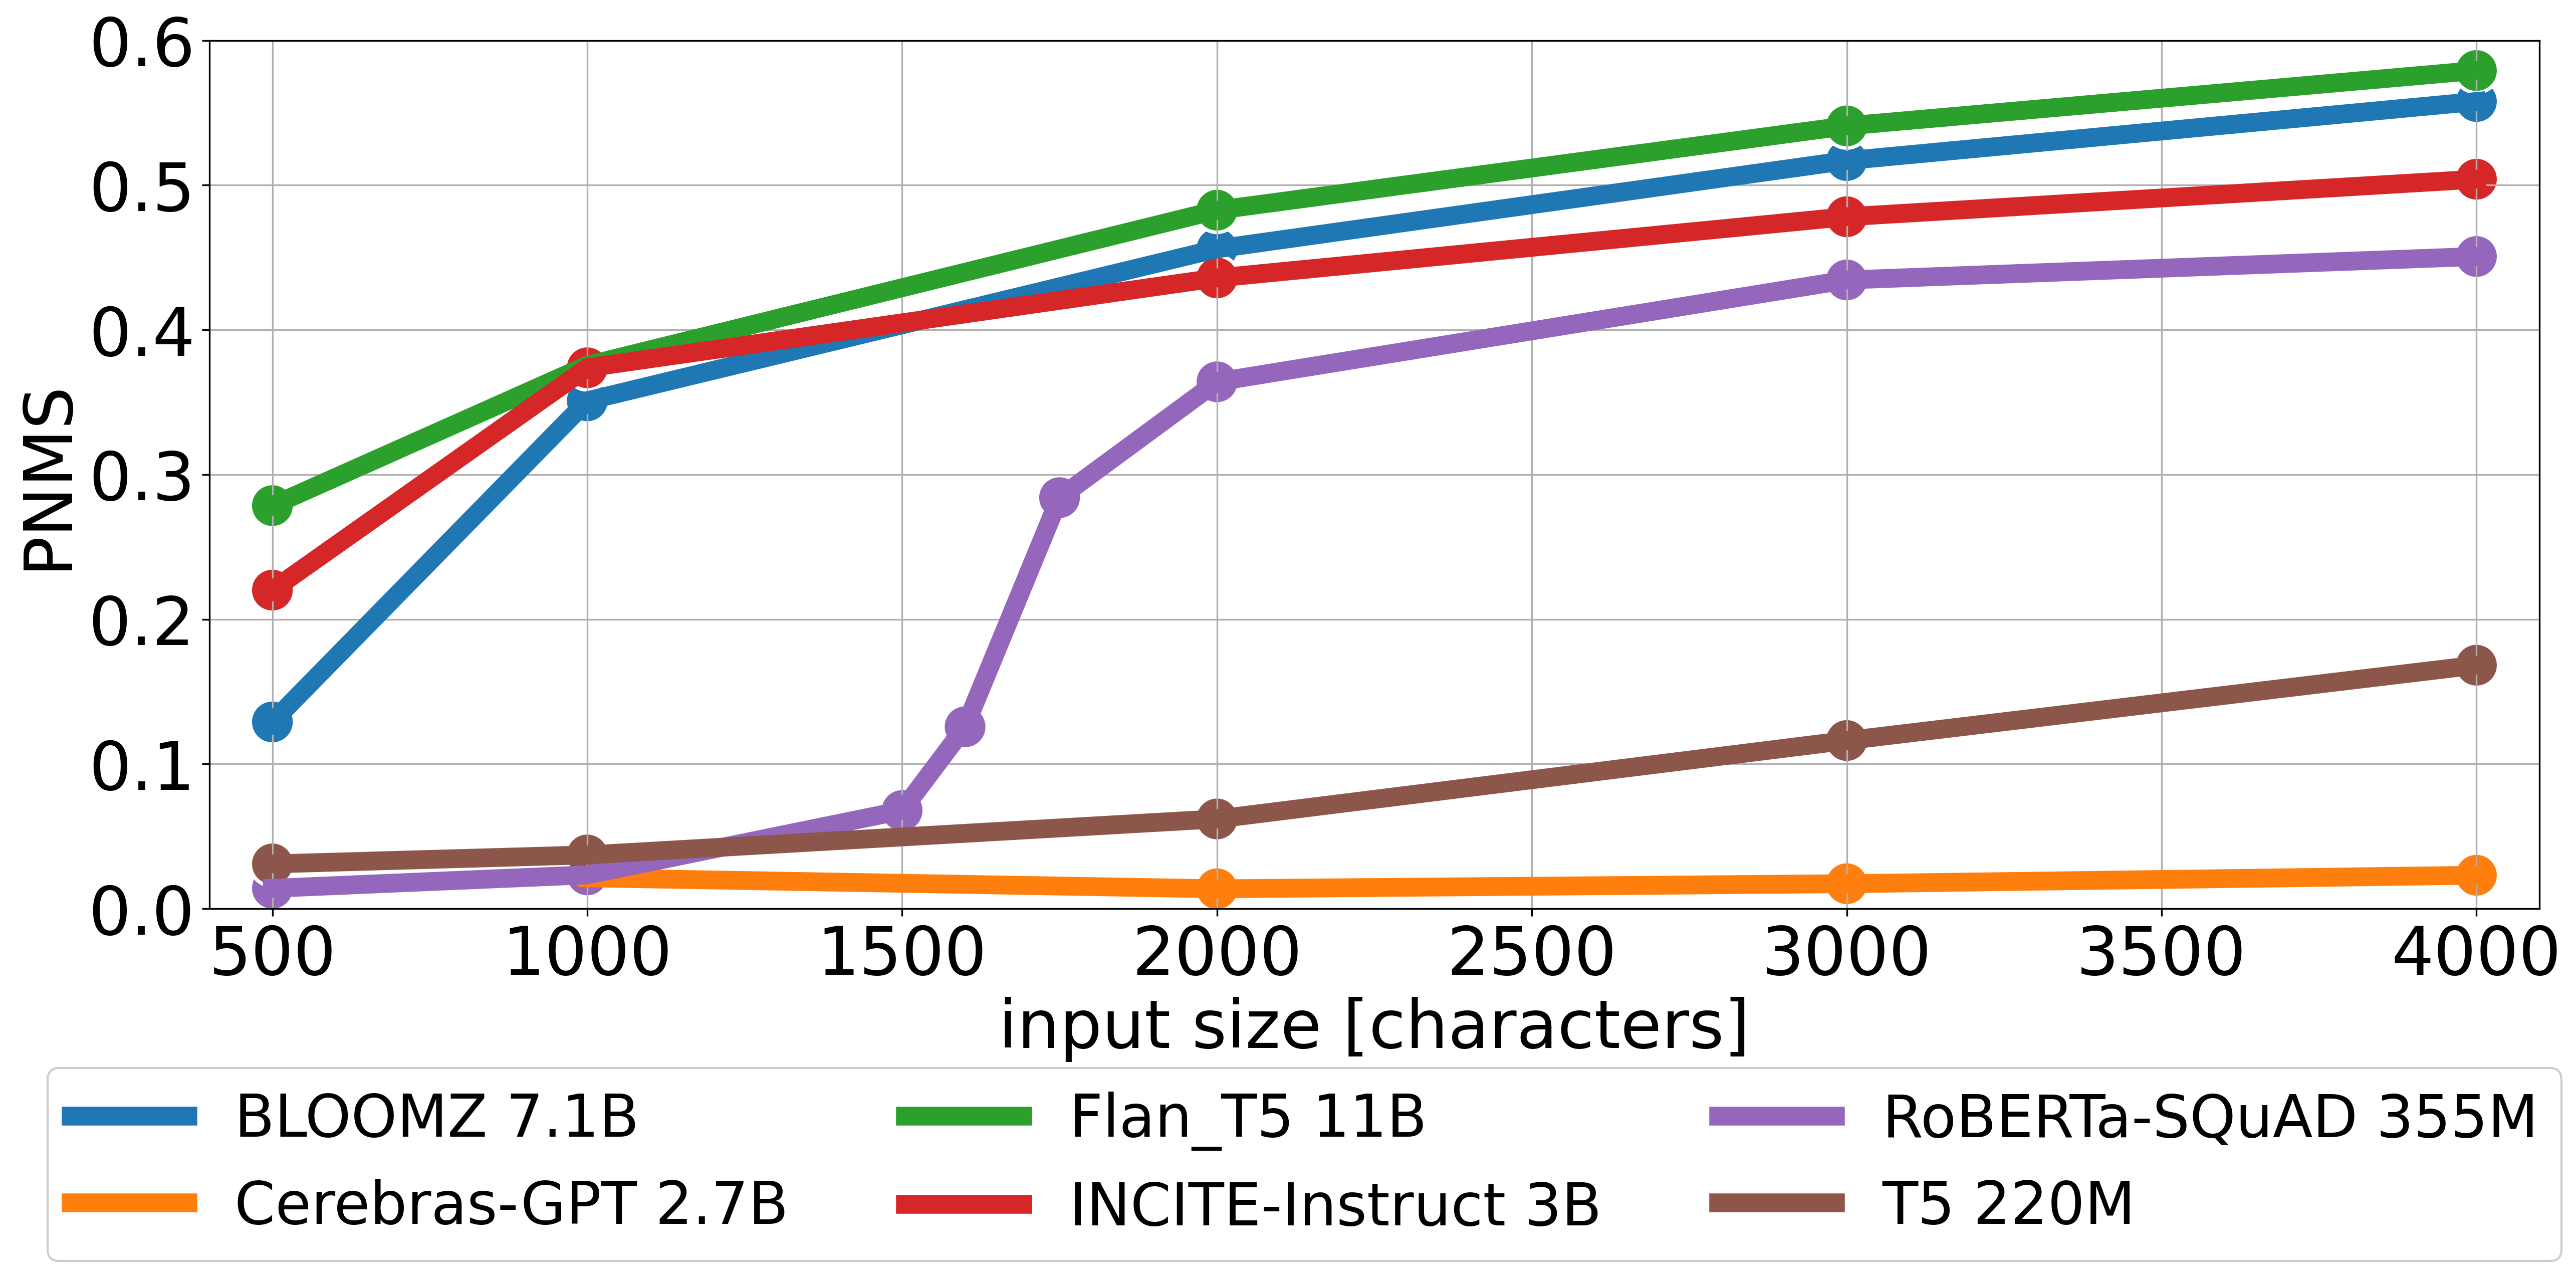 0.6
0.5
0.4
0.3
0.2
0.1
0.0
PNMS
500 1000 1500 2000 2500 3000 3500 4000
input size [characters]
BLOOMZ 7.1B Flan_T5 11B RoBERTa-SQuAD 355M
Cerebras-GPT 2.7B INCITE-Instruct 3B T5 220M